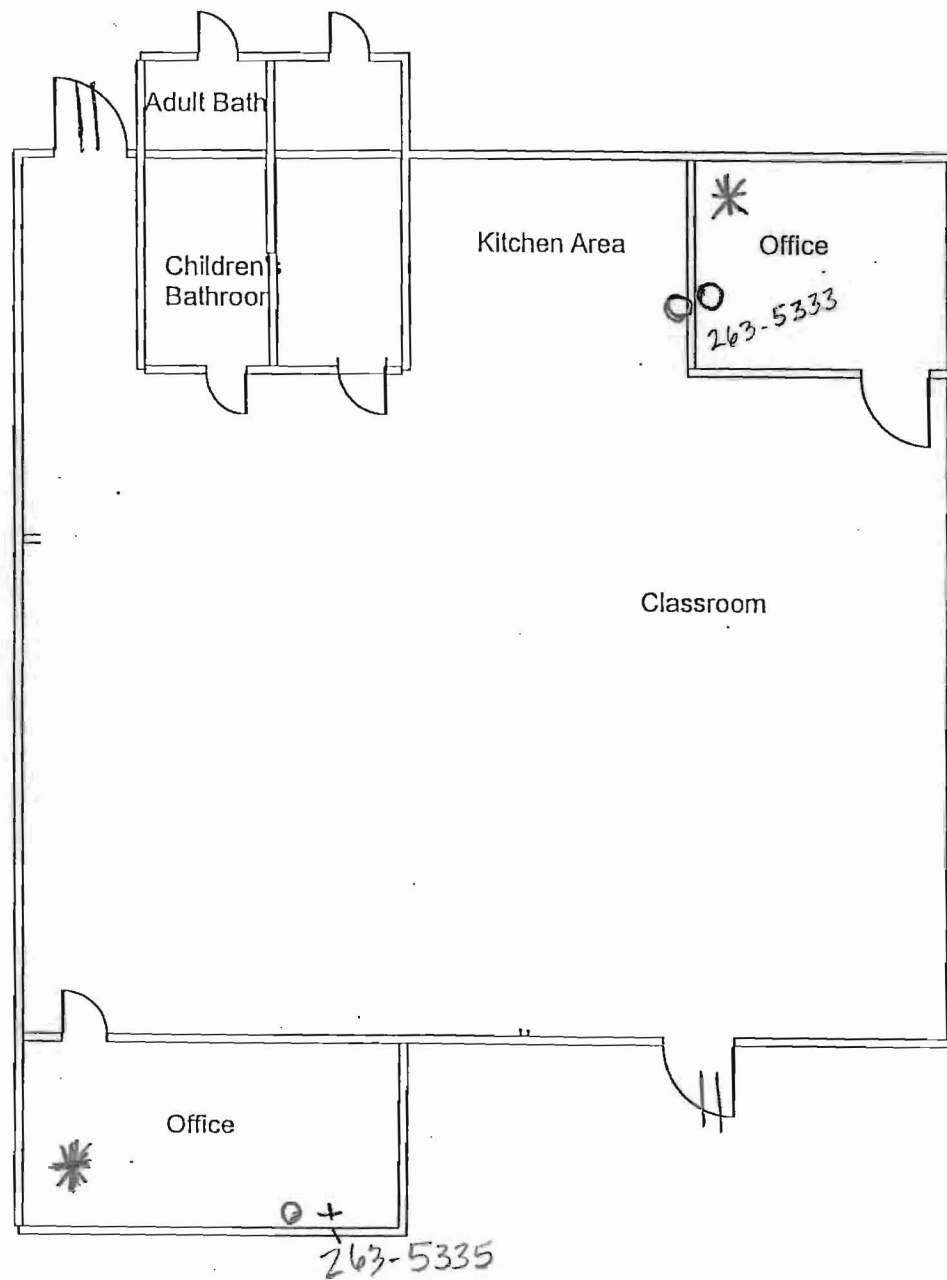 Adult Bath
Kitchen Area
Office
Children's
Bathroom
263-5333
Classroom
Office
263-5335